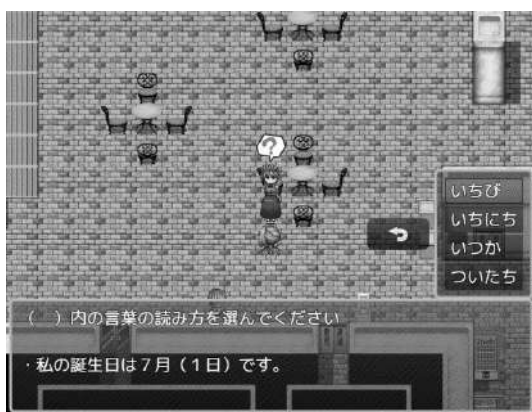 ?
いちび
いちにち
いつか
ついたち
（　）内の言葉の読み方を選んでください
・私の誕生日は７月（１日）です。